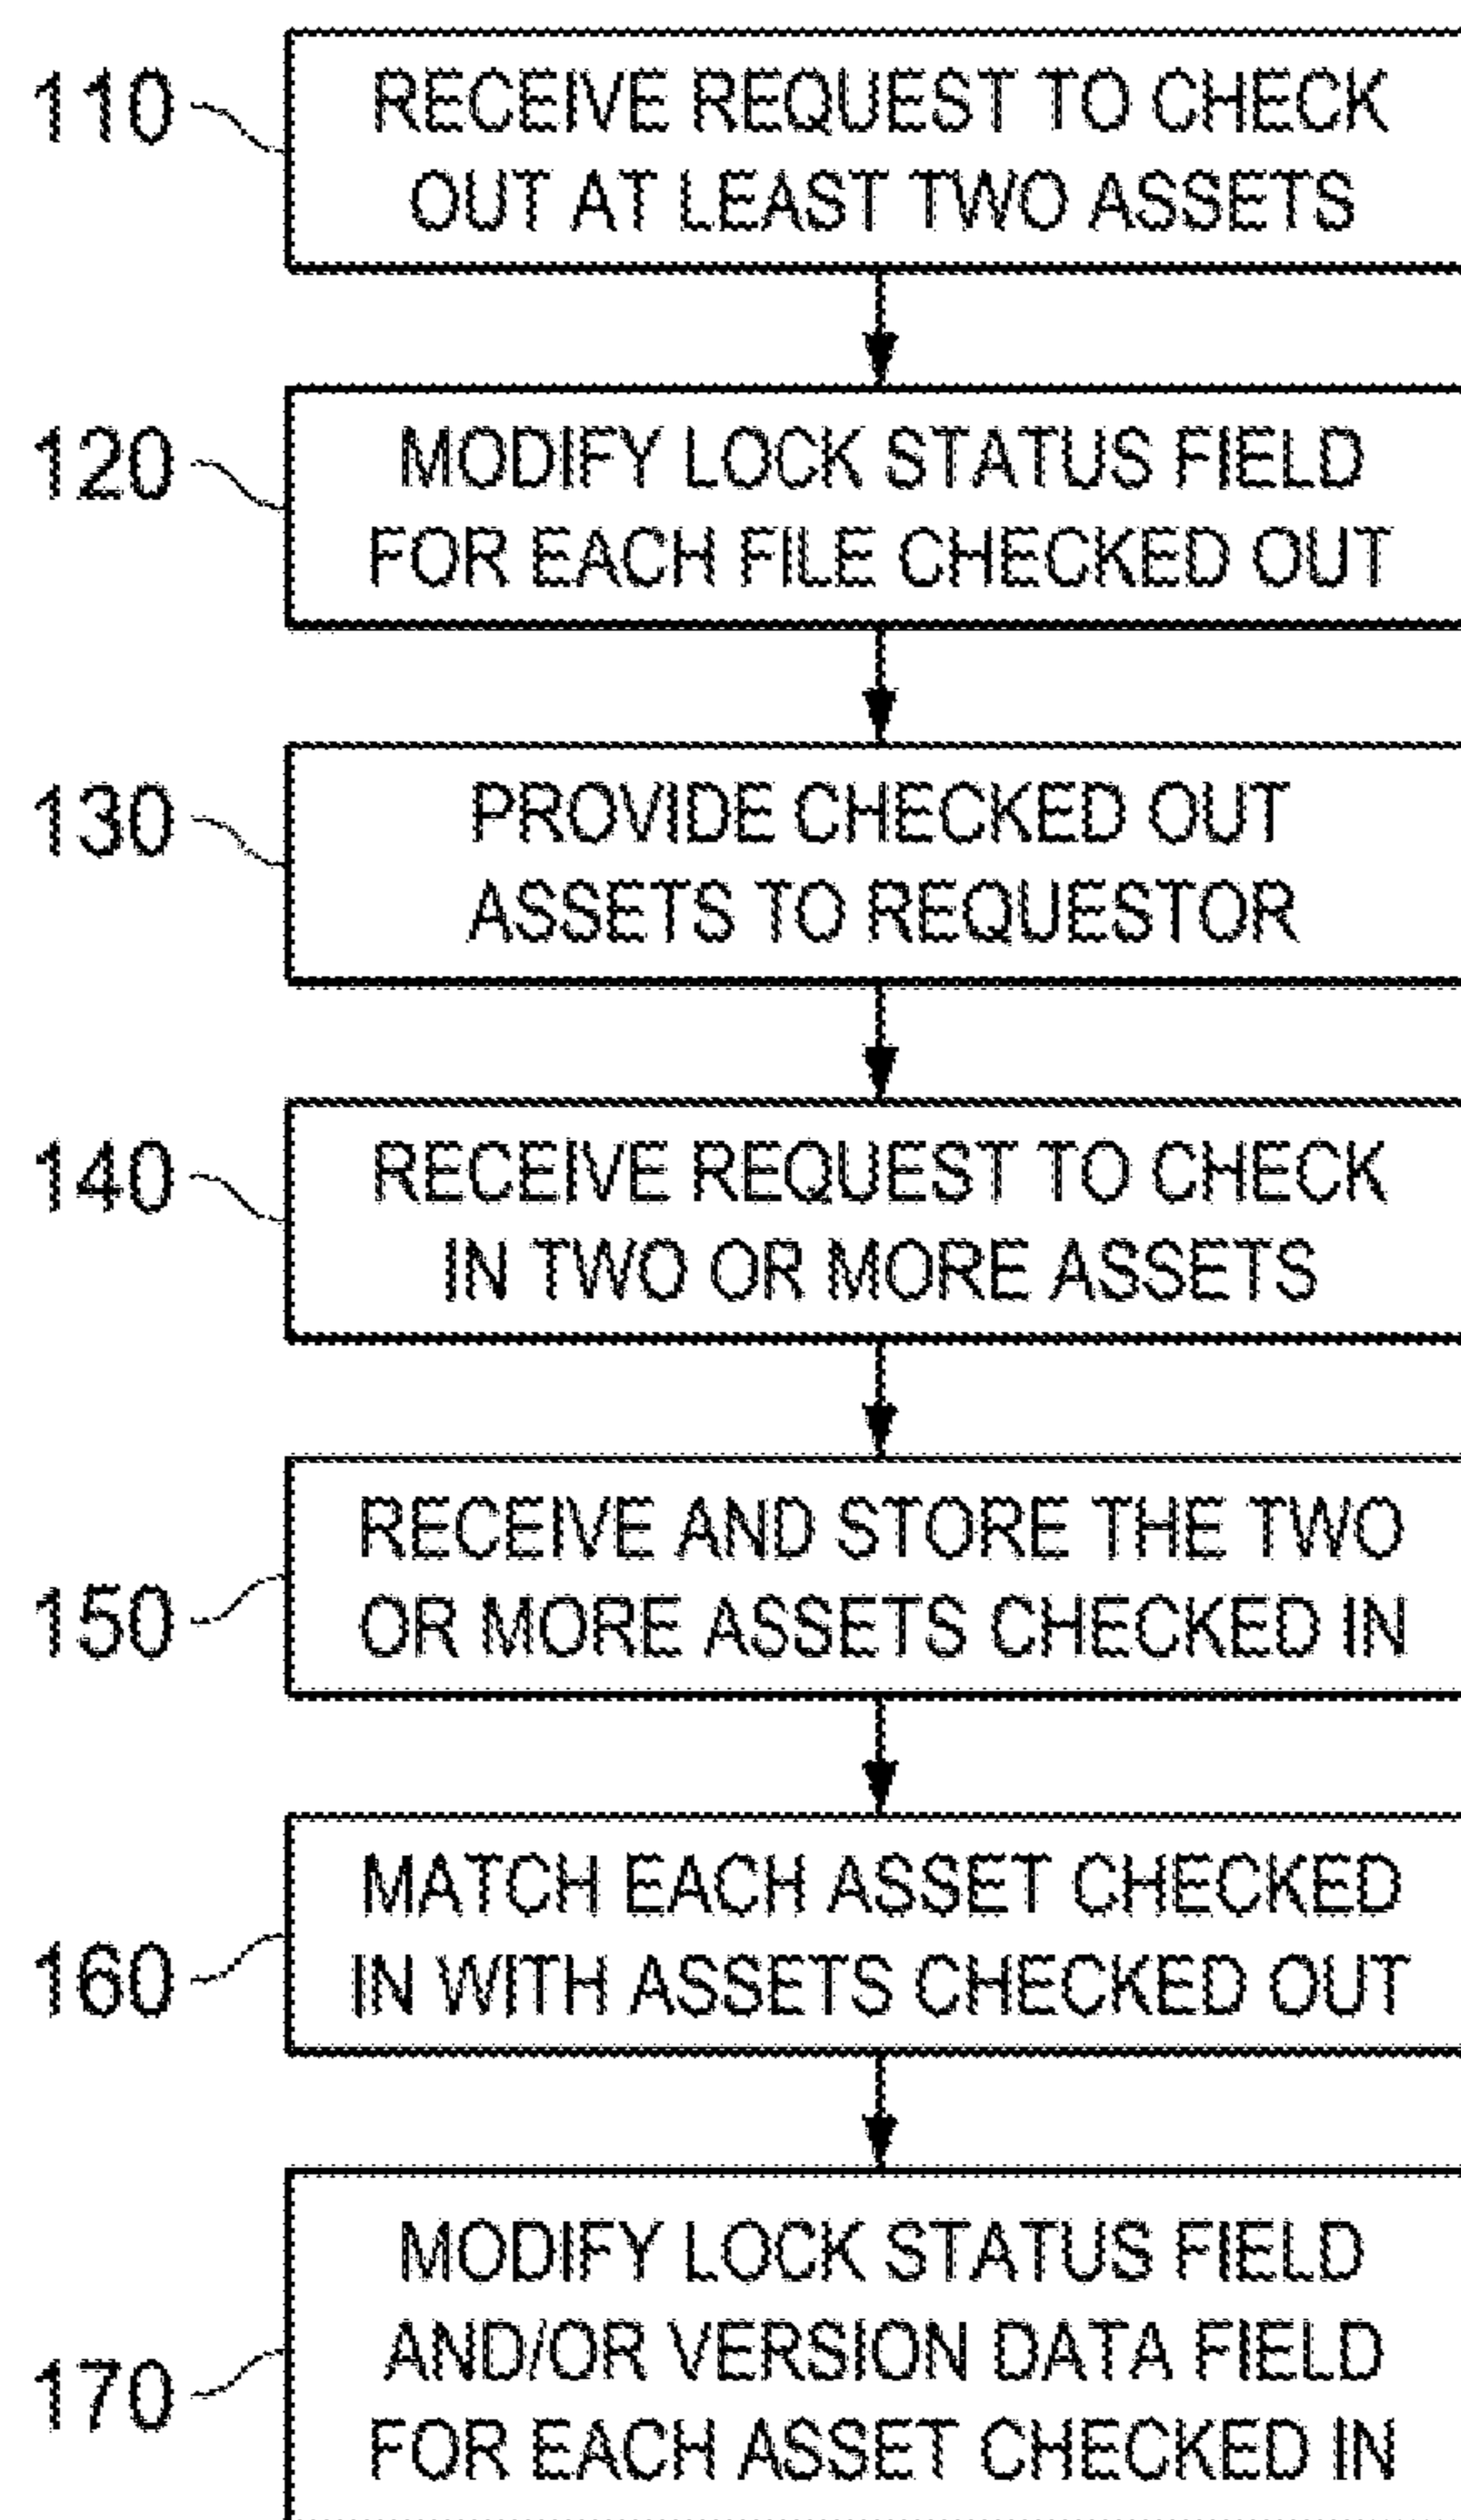 110
RECEIVE REQUEST TO CHECK
OUT AT LEAST TWO ASSETS
120
MODIFY LOCK STATUS FIELD
FOR EACH FILE CHECKED OUT
130
PROVIDE CHECKED OUT
ASSETS TO REQUESTOR
140
RECEIVE REQUEST TO CHECK
IN TWO OR MORE ASSETS
150
RECEIVE AND STORE THE TWO
OR MORE ASSETS CHECKED IN
160
MATCH EACH ASSET CHECKED
IN WITH ASSETS CHECKED OUT
170
MODIFY LOCK STATUS FIELD
AND/OR VERSION DATA FIELD
FOR EACH ASSET CHECKED IN